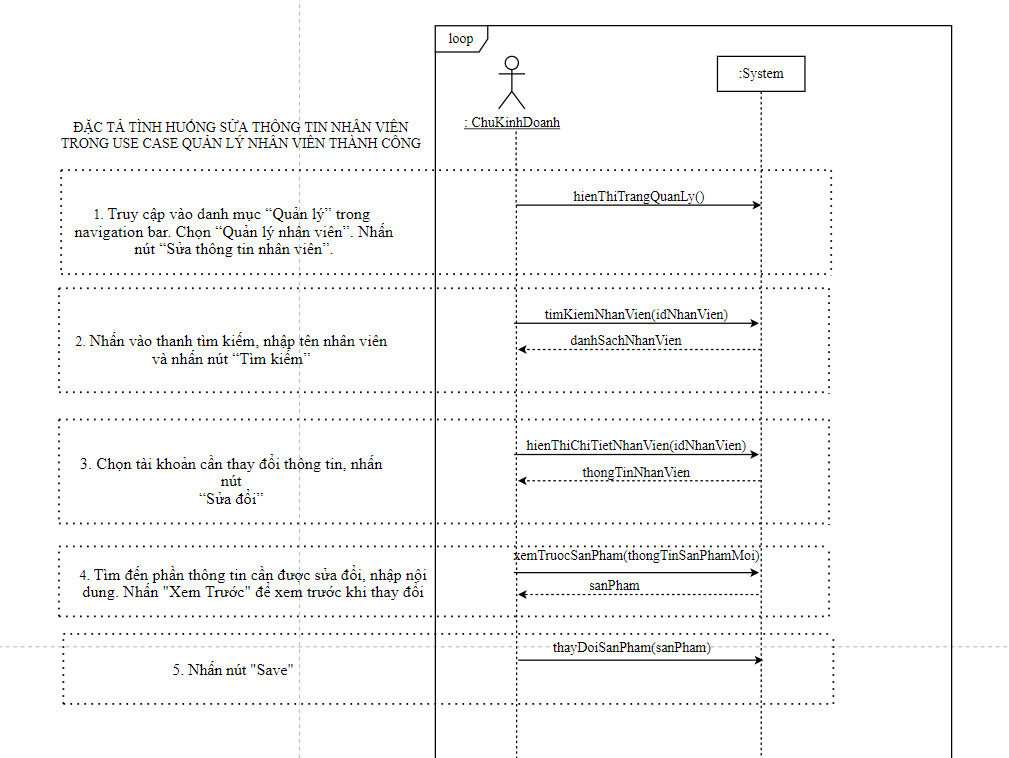 loop
:System
: ChuKinhDoanh
ĐẶC TẢ TÌNH HUỐNG SỬA THÔNG TIN NHÂN VIÊN
TRONG USE CASE QUẢN LÝ NHÂN VIÊN THÀNH CÔNG
hienThiTrangQuanLy()
1. Truy cập vào danh mục “Quản lý” trong
navigation bar. Chọn “Quản lý nhân viên”. Nhấn
nút “Sửa thông tin nhân viên”.
timKiemNhanVien(idNhanVien)
danhSachNhanVien
2. Nhấn vào thanh tìm kiếm, nhập tên nhân viên
và nhấn nút “Tìm kiếm”
hienThiChiTietNhanVien(idNhanVien)
thongTinNhanVien
3. Chọn tài khoản cần thay đổi thông tin, nhấn
nút
“Sửa đổi”
xemTruocSanPham(thongTinSanPhamMoi)
sanPham
4. Tìm đến phần thông tin cần được sửa đổi, nhập nội
dung. Nhấn "Xem Trước" để xem trước khi thay đổi
thayDoiSanPham(sanPham)
5. Nhấn nút "Save"